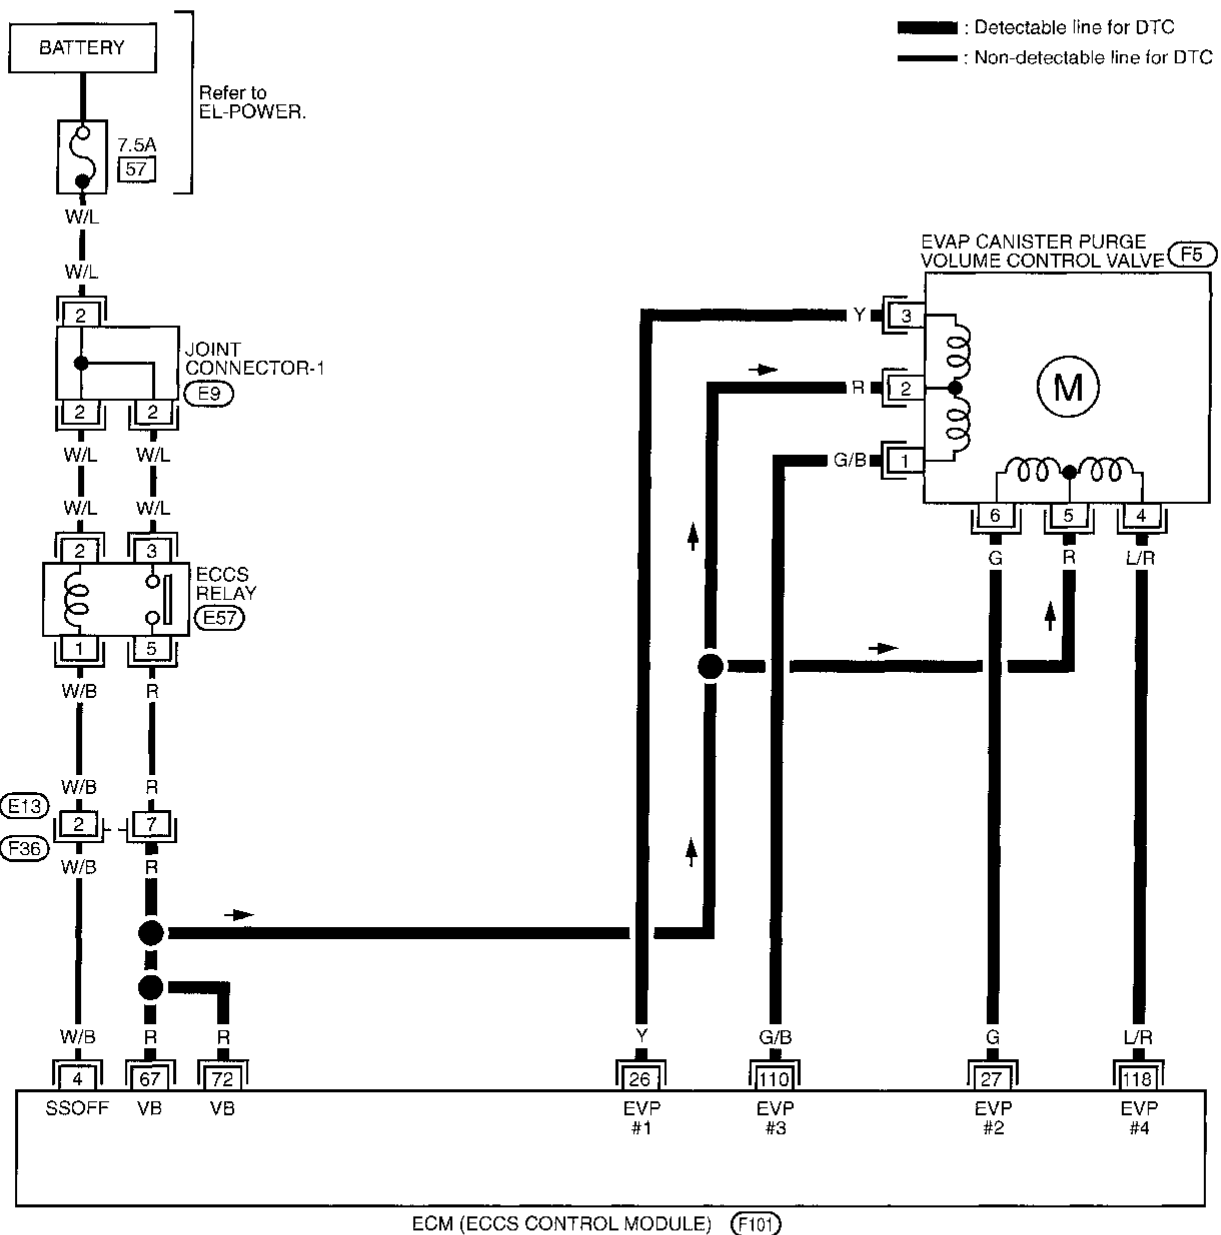 BATTERY
Refer to
EL-POWER.
7.5A
57
: Detectable line for DTC
: Non-detectable line for DTC
W/L
W/L
2
JOINT
CONNECTOR-1
E9
2 2
W/L W/L
W/L W/L
2 3
ECCS
RELAY
E57
1 5
W/B R
W/B R
E13
2 7
F36
W/B R
EVAP CANISTER PURGE
VOLUME CONTROL VALVE F5
Y 3
R 2
G/B 1
M
6 5 4
G R L/R
W/B R R Y G/B G L/R
4 67 72 26 110 27 118
SSOFF VB VB EVP EVP EVP EVP
#1 #3 #2 #4
ECM (ECCS CONTROL MODULE) F101